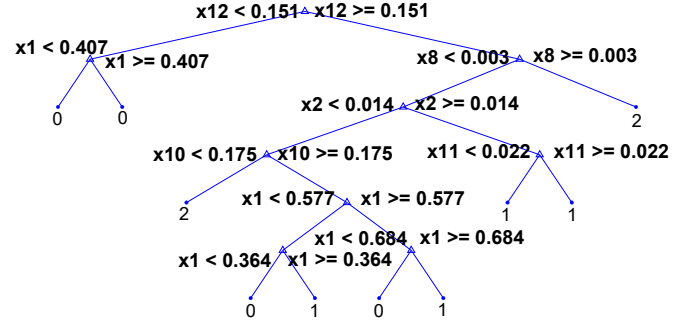 x12 < 0.151 x12 >= 0.151
x1 < 0.407 x1 >= 0.407 x8 < 0.003 x8 >= 0.003
0 0 x2 < 0.014 x2 >= 0.014 2
x10 < 0.175 x10 >= 0.175 x11 < 0.022 x11 >= 0.022
2 x1 < 0.577 x1 >= 0.577 1 1
x1 < 0.364 x1 >= 0.364 x1 < 0.684 x1 >= 0.684
0 1 0 1